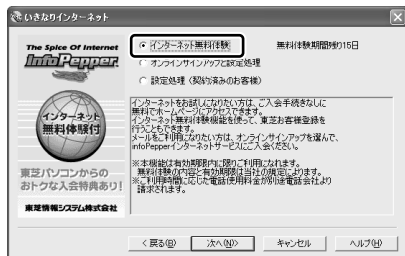 いきなりインターネット
The Spice Of Internet
InfoPepper
インターネット
無料体験付
東芝パソコンからの
おトクな入会特典あり!
東芝情報システム株式会社
インターネット無料体験
無料体験期間残り15日
オンラインサインアップと設定処理
設定処理（契約済みのお客様）
インターネットをお試しになりたい方は、ご入会手続きなしに
無料でホームページにアクセスできます。
インターネット無料体験機能を使って、東芝お客様登録を
行うこともできます。
メールをご利用になりたい方は、オンラインサインアップを選んで、
infoPepperインターネットサービスにご入会ください。
※本機能は有効期限内に限りご利用になれます。
無料体験の内容と有効期限は当社の規定によります。
※ご利用時間に応じた電話使用料金が別途電話会社より
請求されます。
< 戻る(B)
次へ(N) >
キャンセル
ヘルプ(H)